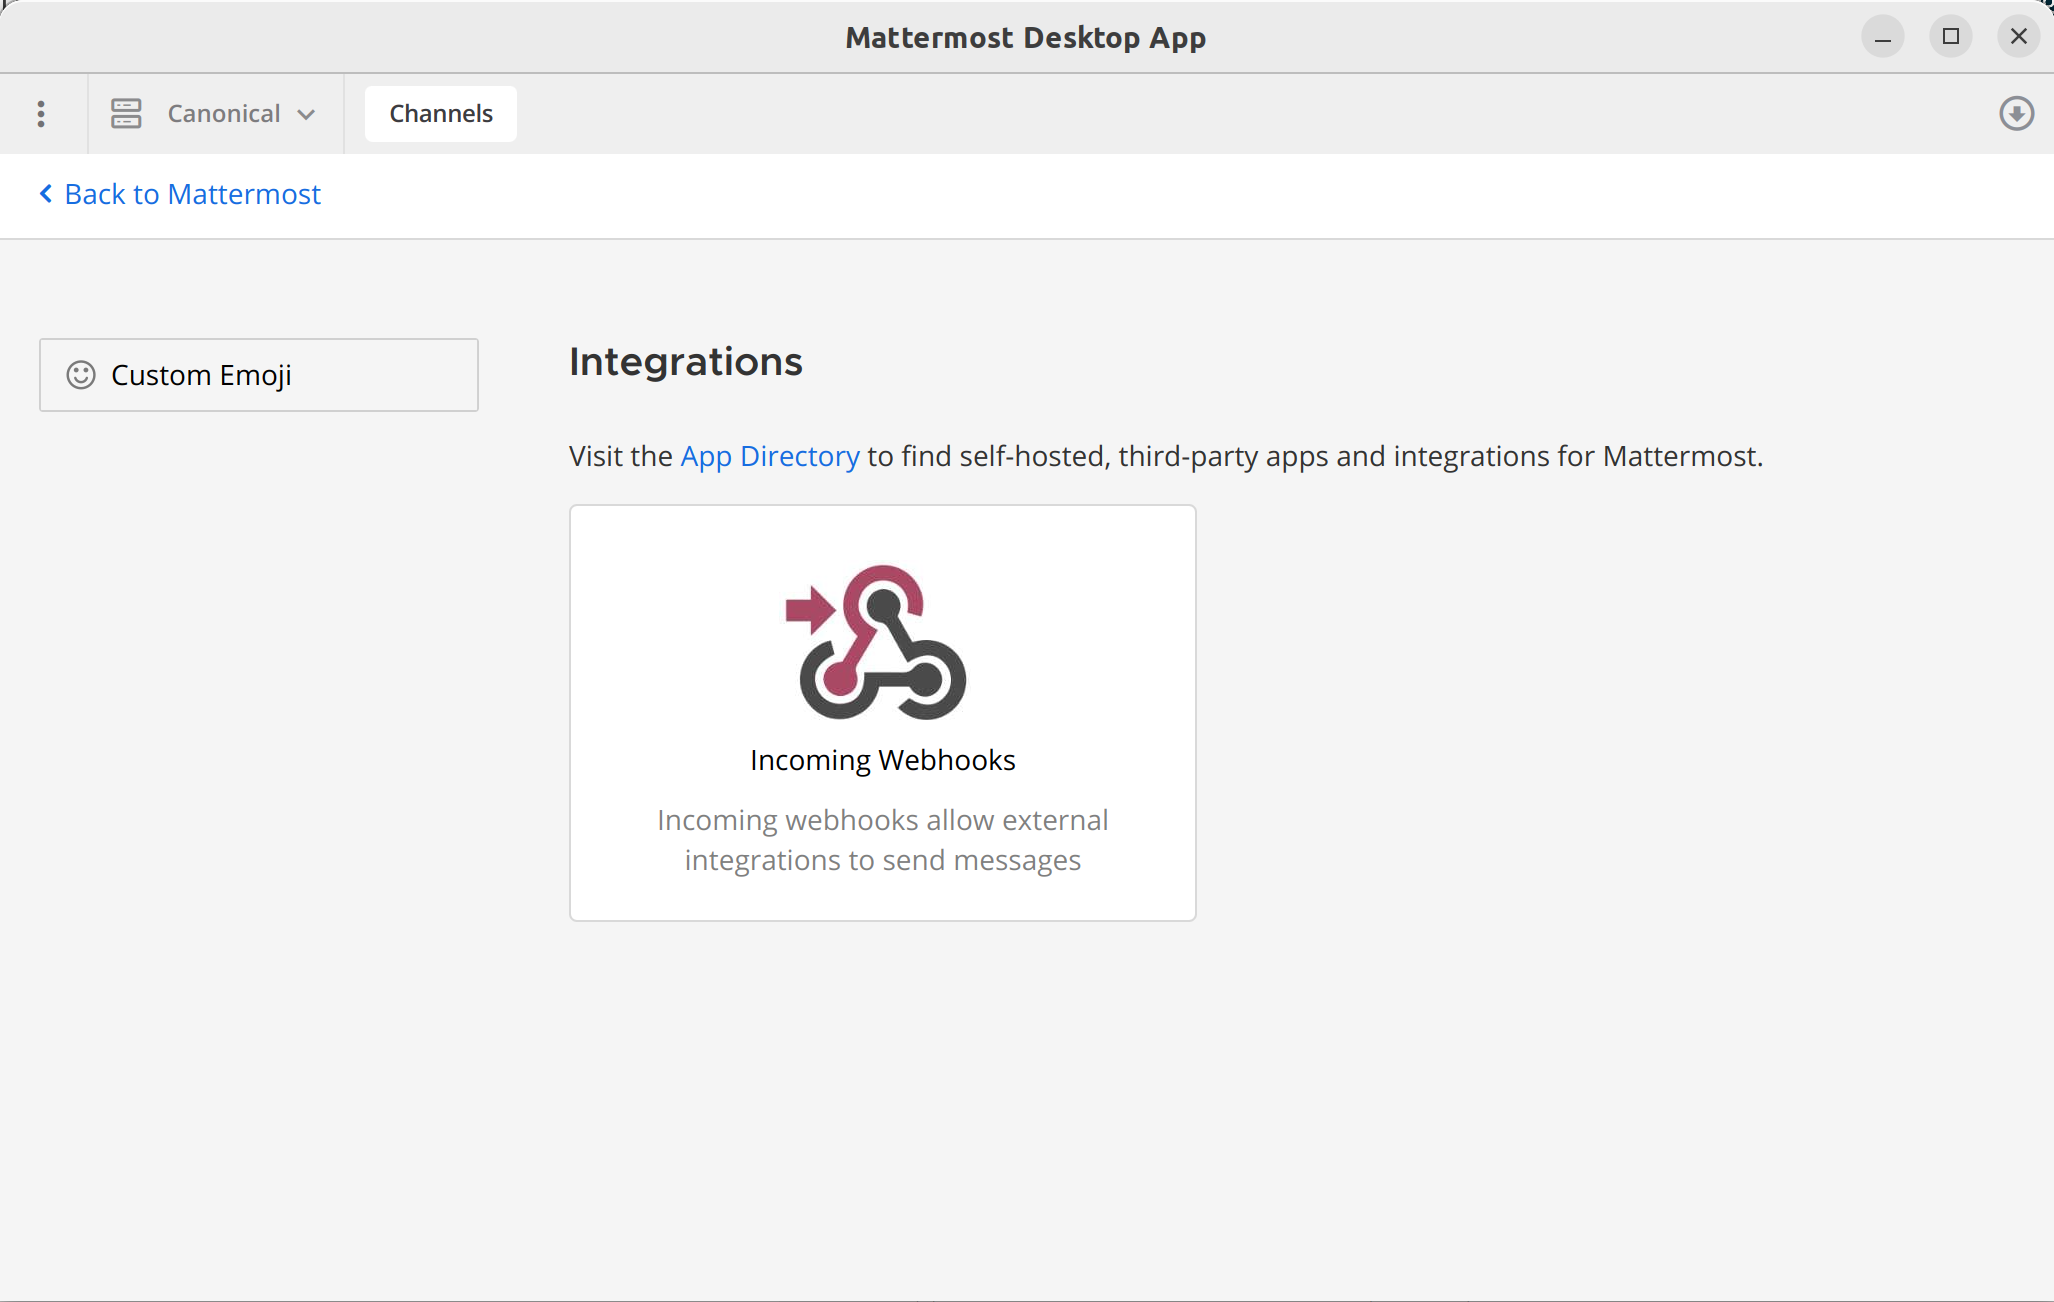 Mattermost Desktop App
Canonical
Channels
Back to Mattermost
Custom Emoji
Integrations
Visit the App Directory to find self-hosted, third-party apps and integrations for Mattermost.
Incoming Webhooks
Incoming webhooks allow external
integrations to send messages